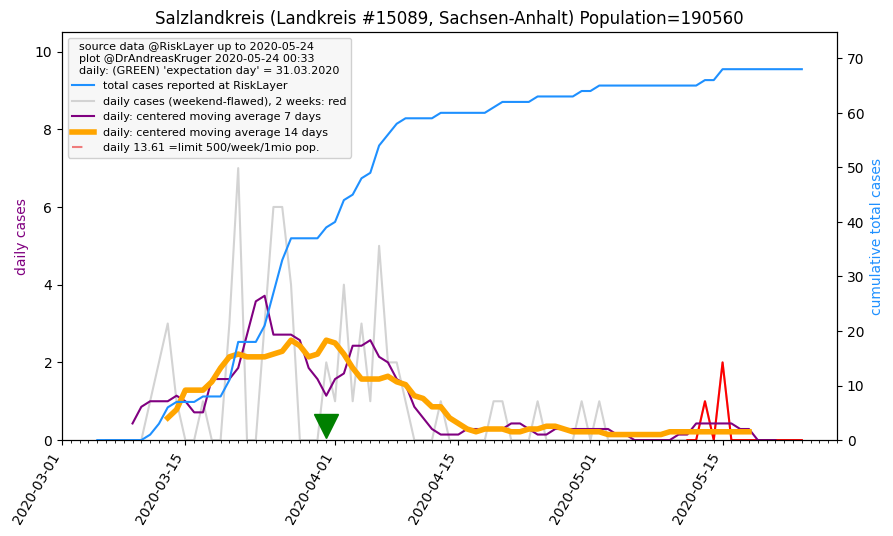 Salzlandkreis (Landkreis #15089, Sachsen-Anhalt) Population=190560
source data @RiskLayer up to 2020-05-24
plot @DrAndreasKruger 2020-05-24 00:33
daily: (GREEN) 'expectation day' = 31.03.2020
total cases reported at RiskLayer
daily cases (weekend-flawed), 2 weeks: red
daily: centered moving average 7 days
daily: centered moving average 14 days
daily 13.61 =limit 500/week/1mio pop.
daily cases
10
8
6
4
2
0
70
60
50
40
30
20
10
0
cumulative total cases
2020-03-01
2020-03-15
2020-04-01
2020-04-15
2020-05-01
2020-05-15